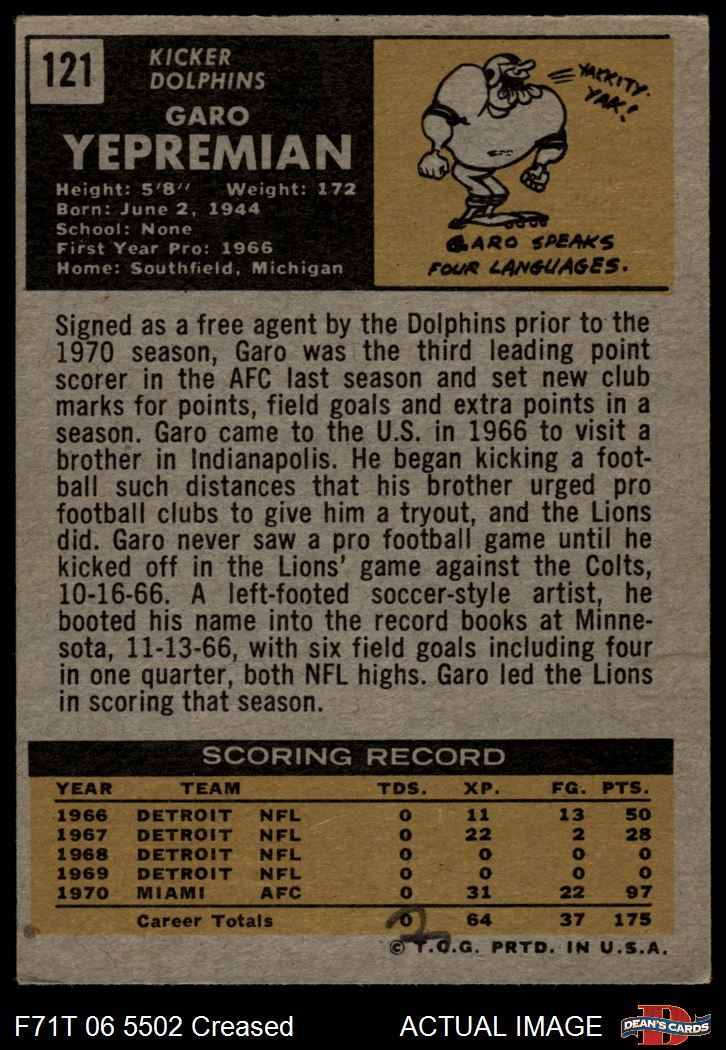 121
KICKER
DOLPHINS
GARO
YEPREMIAN
Height: 5'8" Weight: 172
Born: June 2, 1944
School: None
First Year Pro: 1966
Home: Southfield, Michigan
YAKKITY-
YAK!
GARO SPEAKS
FOUR LANGUAGES.
Signed as a free agent by the Dolphins prior to the
1970 season, Garo was the third leading point
scorer in the AFC last season and set new club
marks for points, field goals and extra points in a
season. Garo came to the U.S. in 1966 to visit a
brother in Indianapolis. He began kicking a foot-
ball such distances that his brother urged pro
football clubs to give him a tryout, and the Lions
did. Garo never saw a pro football game until he
kicked off in the Lions' game against the Colts,
10-16-66. A left-footed soccer-style artist, he
booted his name into the record books at Minne-
sota, 11-13-66, with six field goals including four
in one quarter, both NFL highs. Garo led the Lions
in scoring that season.
SCORING RECORD
YEAR TEAM TDS. XP. FG. PTS.
1966 DETROIT NFL 0 11 13 50
1967 DETROIT NFL 0 22 2 28
1968 DETROIT NFL 0 0 0 0
1969 DETROIT NFL 0 0 0 0
1970 MIAMI AFC 0 31 22 97
Career Totals 0 64 37 175
2
© T.C.G. PRTD. IN U.S.A.
F71T 06 5502 Creased ACTUAL IMAGE
D
DEAN'S CARDS